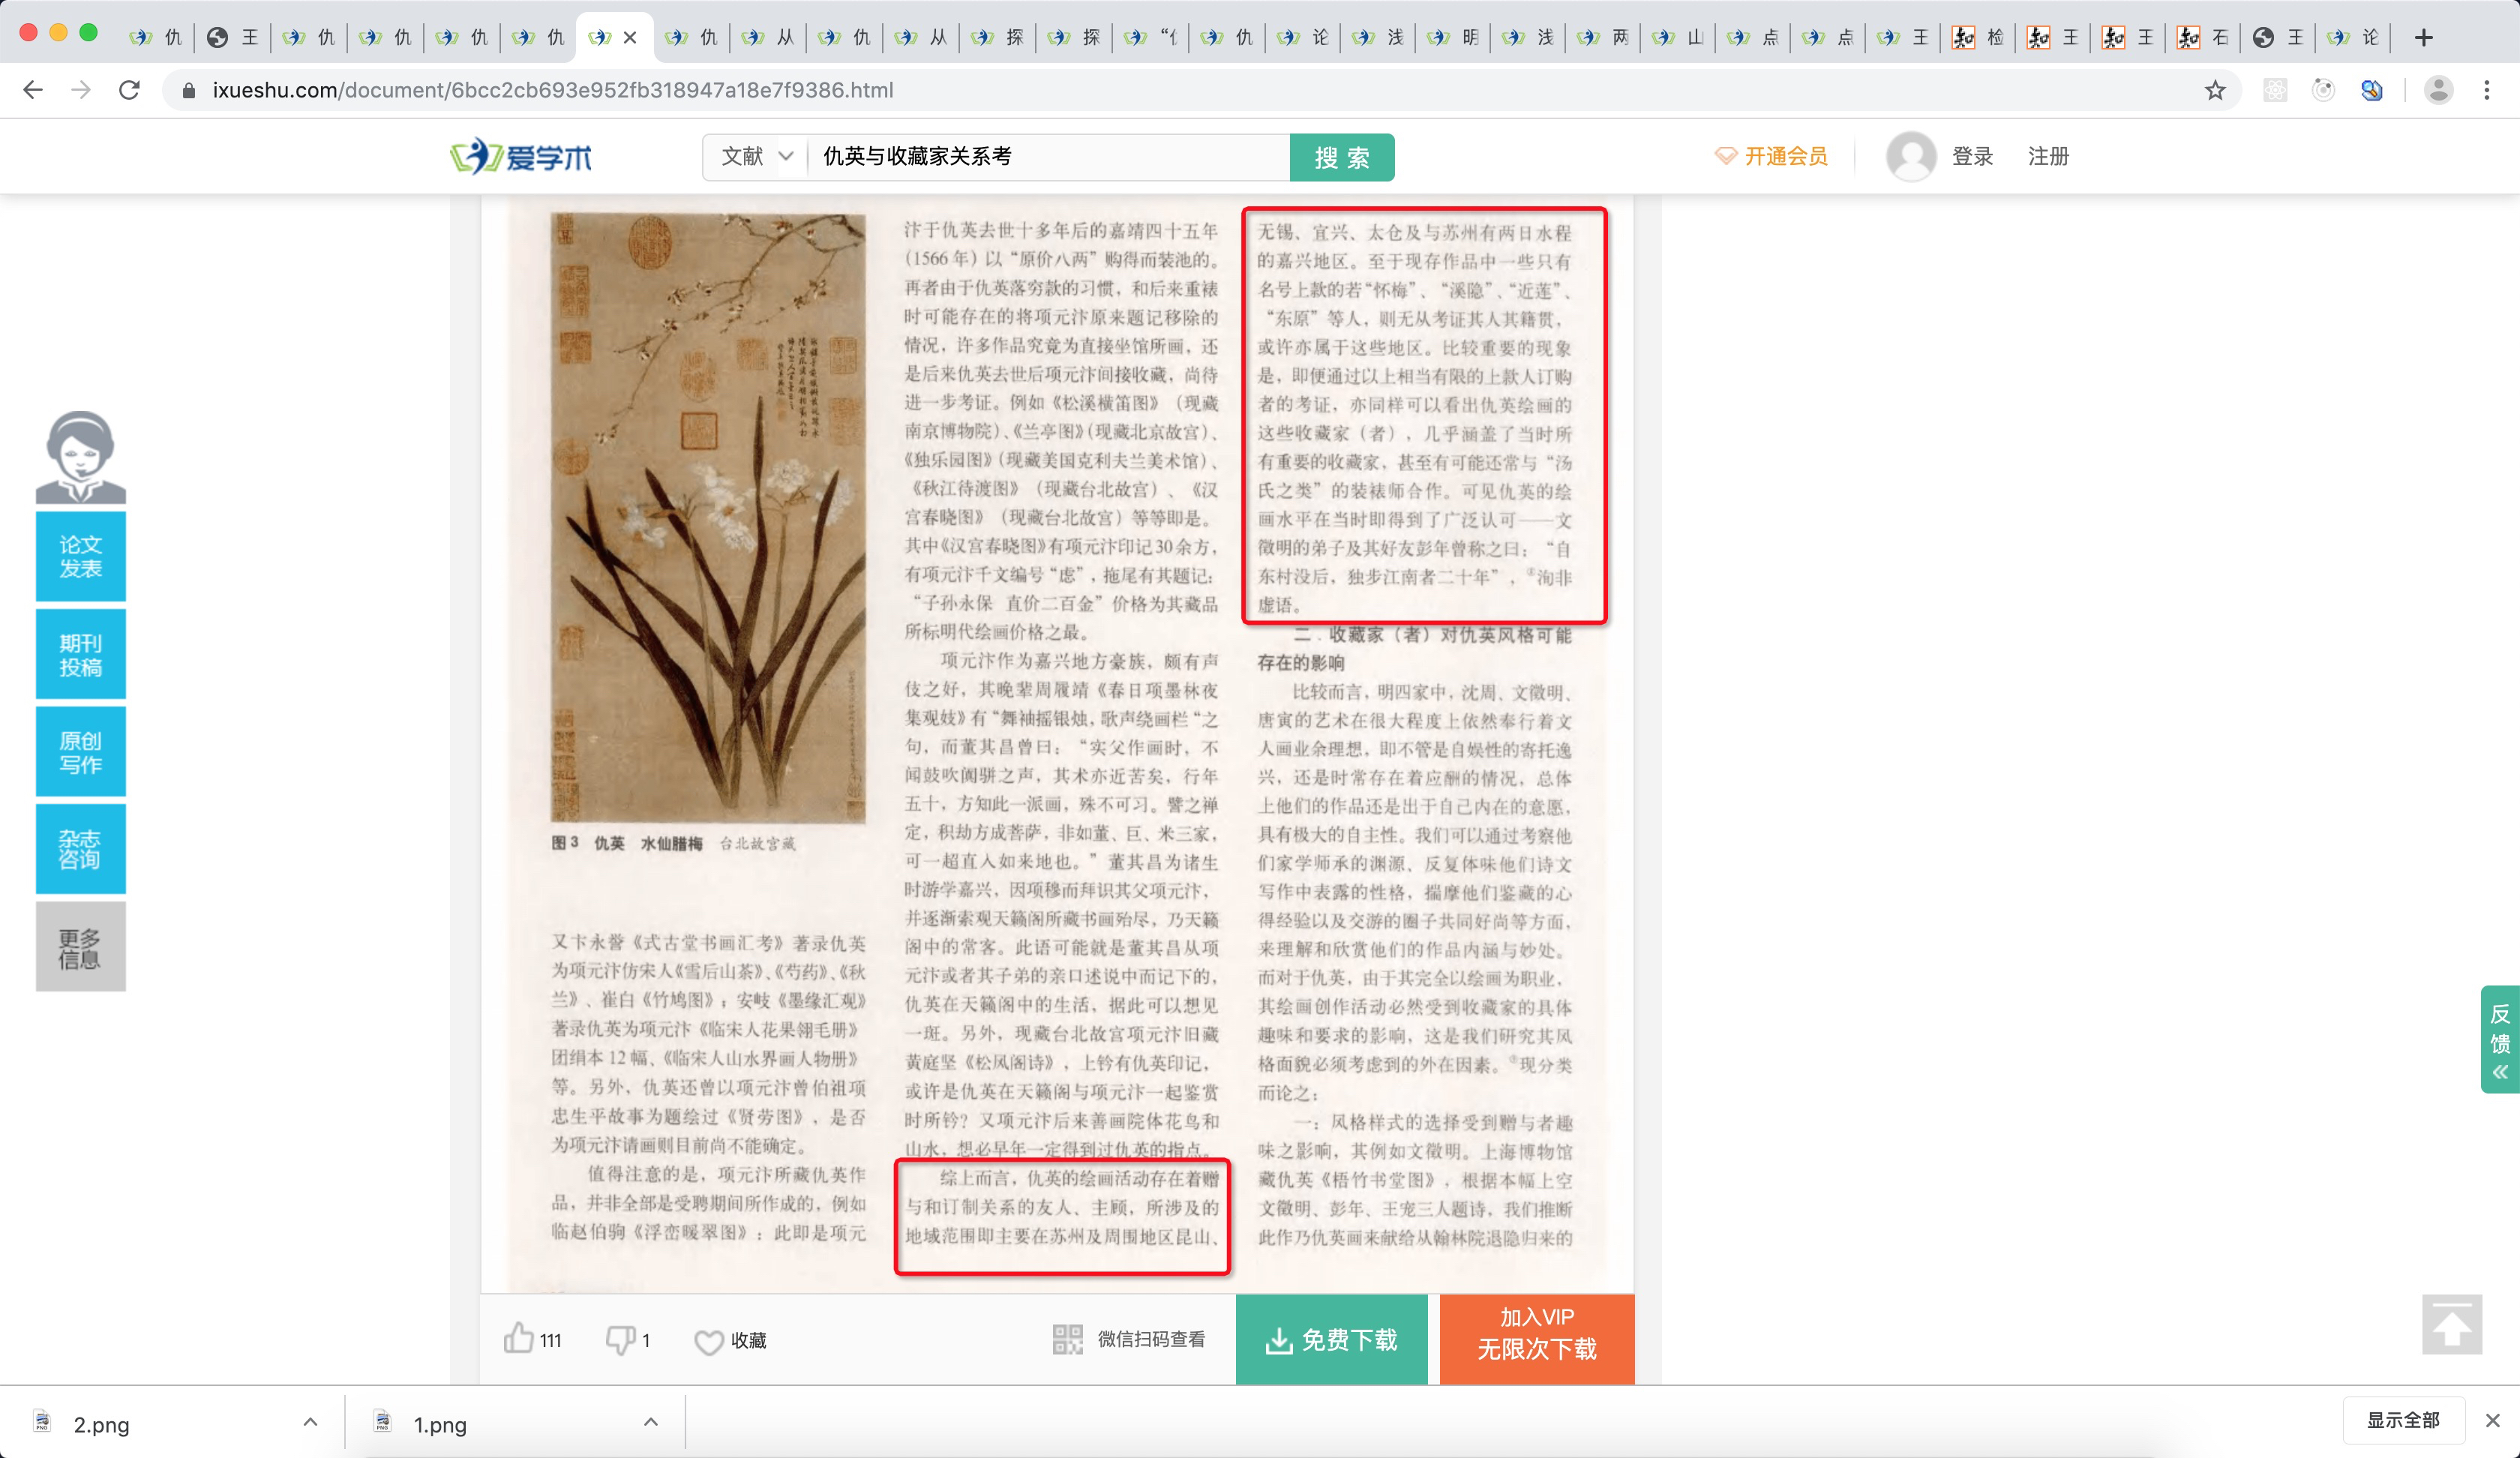 仇
王
仇
仇
仇
仇
仇
从
仇
从
探
探
仇
论
浅
明
浅
两
山
点
点
王
检
王
王
石
王
论
ixueshu.com/document/6bcc2cb693e952fb318947a18e7f9386.html
爱学术
文献
仇英与收藏家关系考
搜 索
开通会员
登录
注册
论文
发表
期刊
投稿
原创
写作
杂志
咨询
更多
信息
图 3 仇英 水仙腊梅 台北故宫藏
又卞永誉《式古堂书画汇考》著录仇英
为项元汴仿宋人《雪后山茶》、《芍药》、《秋
兰》、崔白《竹鸠图》；安岐《墨缘汇观》
著录仇英为项元汴《临宋人花果翎毛册》
团绢本 12 幅、《临宋人山水界画人物册》
等。另外，仇英还曾以项元汴曾伯祖项
忠生平故事为题绘过《贤劳图》，是否
为项元汴请画则目前尚不能确定。
值得注意的是，项元汴所藏仇英作
品，并非全部是受聘期间所作成的，例如
临赵伯驹《浮峦暖翠图》：此即是项元
汴于仇英去世十多年后的嘉靖四十五年
(1566 年) 以“原价八两”购得而装池的。
再者由于仇英落穷款的习惯，和后来重裱
时可能存在的将项元汴原来题记移除的
情况，许多作品究竟为直接坐馆所画，还
是后来仇英去世后项元汴间接收藏，尚待
进一步考证。例如《松溪横笛图》（现藏
南京博物院）、《兰亭图》（现藏北京故宫）、
《独乐园图》（现藏美国克利夫兰美术馆）、
《秋江待渡图》（现藏台北故宫）、《汉
宫春晓图》（现藏台北故宫）等等即是。
其中《汉宫春晓图》有项元汴印记 30 余方，
有项元汴千文编号“虑”，拖尾有其题记：
“子孙永保 直价二百金”价格为其藏品
所标明代绘画价格之最。
项元汴作为嘉兴地方豪族，颇有声
伎之好，其晚辈周履靖《春日项墨林夜
集观妓》有“舞袖摇银烛，歌声绕画栏“之
句，而董其昌曾曰：“实父作画时，不
闻鼓吹阗骈之声，其术亦近苦矣，行年
五十，方知此一派画，殊不可习。譬之禅
定，积劫方成菩萨，非如董、巨、米三家，
可一超直入如来地也。”董其昌为诸生
时游学嘉兴，因项穆而拜识其父项元汴，
并逐渐索观天籁阁所藏书画殆尽，乃天籁
阁中的常客。此语可能就是董其昌从项
元汴或者其子弟的亲口述说中而记下的，
仇英在天籁阁中的生活，据此可以想见
一斑。另外，现藏台北故宫项元汴旧藏
黄庭坚《松风阁诗》，上钤有仇英印记，
或许是仇英在天籁阁与项元汴一起鉴赏
时所钤？又项元汴后来善画院体花鸟和
山水，想必早年一定得到过仇英的指点。
综上而言，仇英的绘画活动存在着赠
与和订制关系的友人、主顾，所涉及的
地域范围即主要在苏州及周围地区昆山、
无锡、宜兴、太仓及与苏州有两日水程
的嘉兴地区。至于现存作品中一些只有
名号上款的若“怀梅”、“溪隐”、“近莲”、
“东原”等人，则无从考证其人其籍贯，
或许亦属于这些地区。比较重要的现象
是，即便通过以上相当有限的上款人订购
者的考证，亦同样可以看出仇英绘画的
这些收藏家（者），几乎涵盖了当时所
有重要的收藏家，甚至有可能还常与“汤
氏之类”的装裱师合作。可见仇英的绘
画水平在当时即得到了广泛认可——文
徵明的弟子及其好友彭年曾称之曰：“自
东村没后，独步江南者二十年”，洵非
虚语。
二．收藏家（者）对仇英风格可能
存在的影响
比较而言，明四家中，沈周、文徵明、
唐寅的艺术在很大程度上依然奉行着文
人画业余理想，即不管是自娱性的寄托逸
兴，还是时常存在着应酬的情况，总体
上他们的作品还是出于自己内在的意愿，
具有极大的自主性。我们可以通过考察他
们家学师承的渊源、反复体味他们诗文
写作中表露的性格，揣摩他们鉴藏的心
得经验以及交游的圈子共同好尚等方面，
来理解和欣赏他们的作品内涵与妙处。
而对于仇英，由于其完全以绘画为职业，
其绘画创作活动必然受到收藏家的具体
趣味和要求的影响，这是我们研究其风
格面貌必须考虑到的外在因素。现分类
而论之：
一：风格样式的选择受到赠与者趣
味之影响，其例如文徵明。上海博物馆
藏仇英《梧竹书堂图》，根据本幅上空
文徵明、彭年、王宠三人题诗，我们推断
此作乃仇英画来献给从翰林院退隐归来的
反
馈
111
1
收藏
微信扫码查看
免费下载
加入VIP
无限次下载
2.png
1.png
显示全部